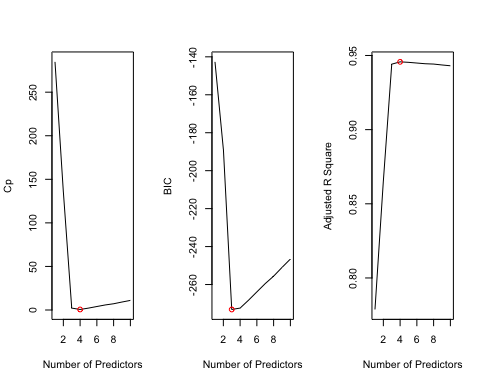 Cp
0 50 100 150 200 250
2 4 6 8
Number of Predictors
BIC
-260 -240 -220 -200 -180 -160 -140
2 4 6 8
Number of Predictors
Adjusted R Square
0.80 0.85 0.90 0.95
2 4 6 8
Number of Predictors